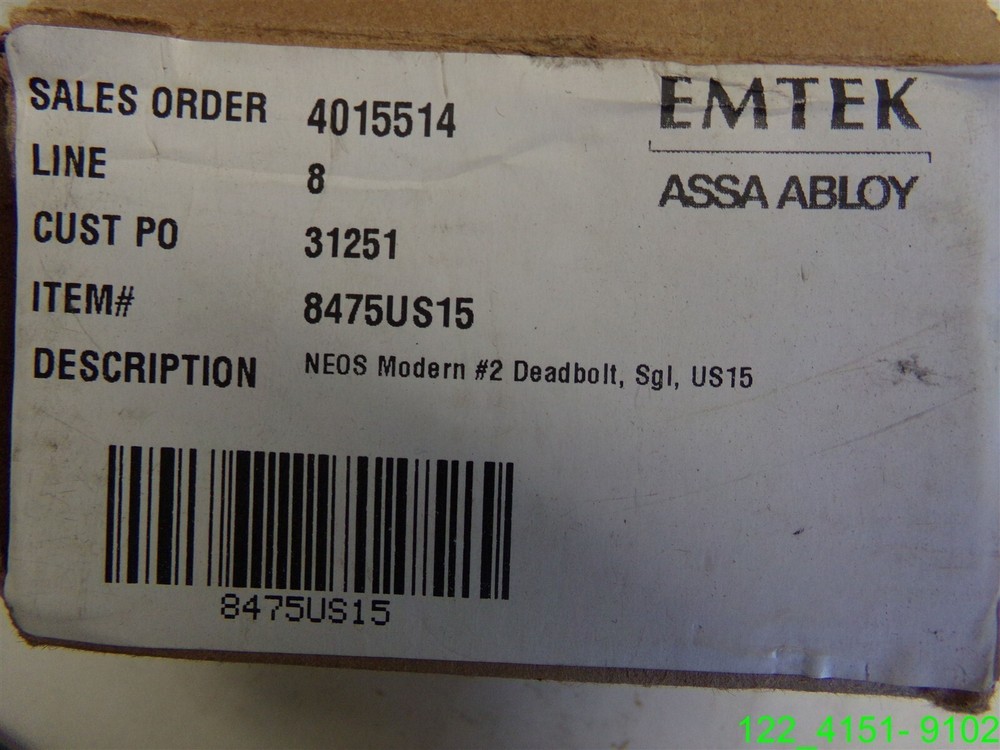 SALES ORDER 4015514
EMTEK
ASSA ABLOY
LINE 8
CUST PO 31251
ITEM# 8475US15
DESCRIPTION NEOS Modern #2 Deadbolt, Sgl, US15
8475US15
122_4151- 9102